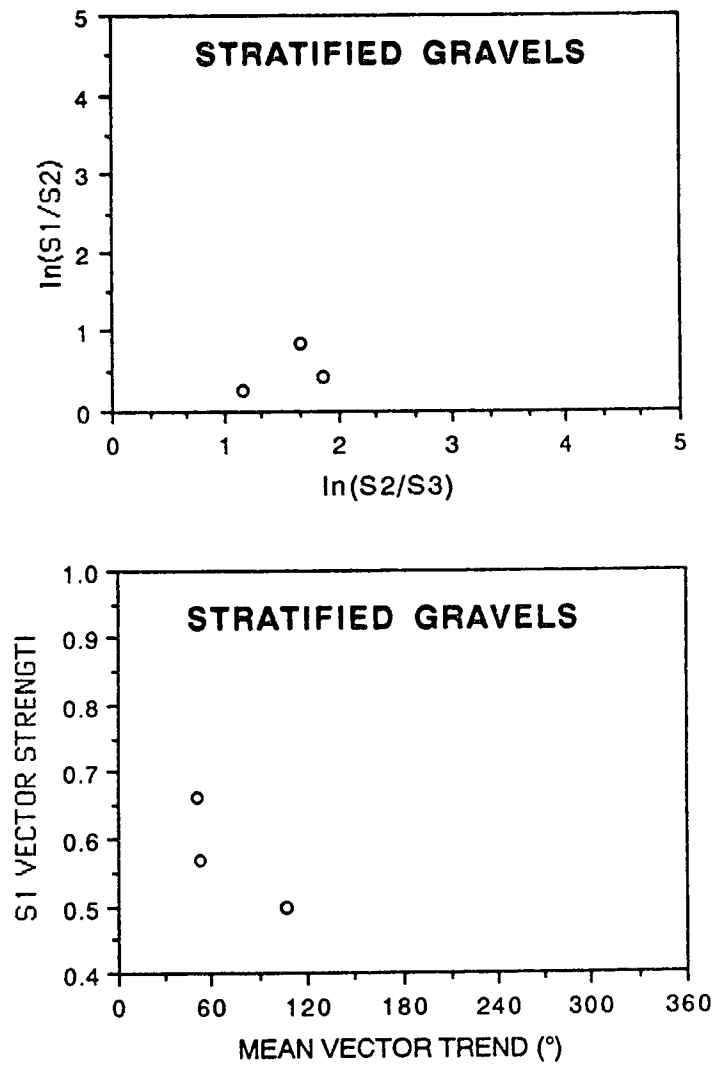 5
STRATIFIED GRAVELS
4
3
2
1
0
ln(S1/S2)
0 1 2 3 4 5
ln(S2/S3)
1.0
STRATIFIED GRAVELS
0.9
0.8
0.7
0.6
0.5
0.4
S1 VECTOR STRENGTI
0 60 120 180 240 300 360
MEAN VECTOR TREND (°)